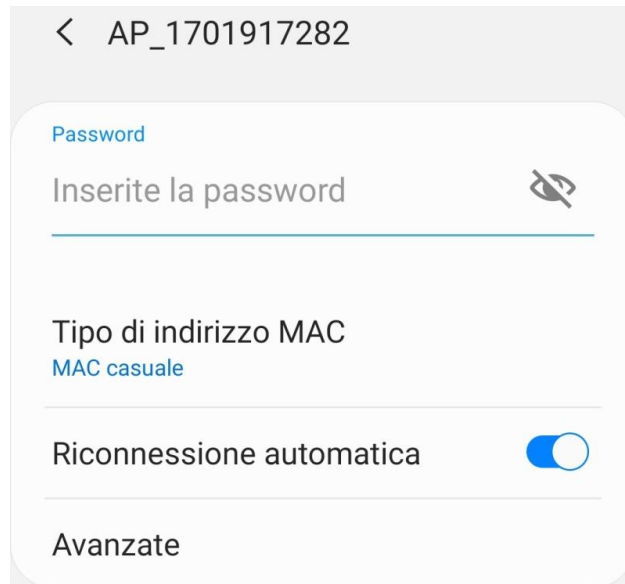 AP_1701917282
Password
Inserite la password
Tipo di indirizzo MAC
MAC casuale
Riconnessione automatica
Avanzate